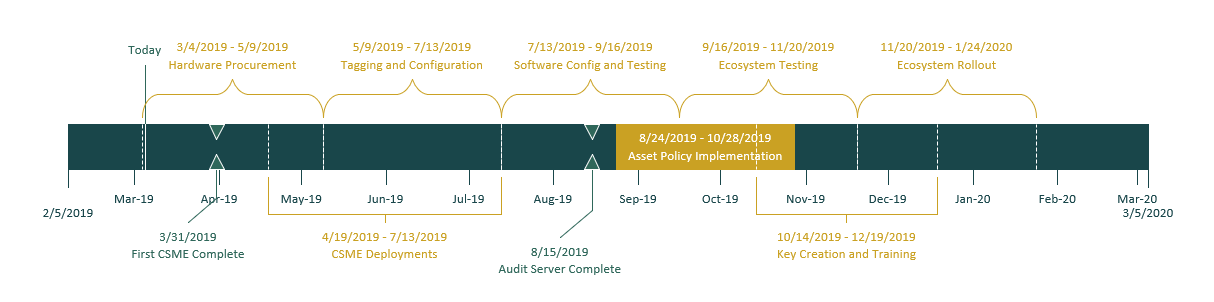 Today
3/4/2019 - 5/9/2019
Hardware Procurement
5/9/2019 - 7/13/2019
Tagging and Configuration
7/13/2019 - 9/16/2019
Software Config and Testing
9/16/2019 - 11/20/2019
Ecosystem Testing
11/20/2019 - 1/24/2020
Ecosystem Rollout
8/24/2019 - 10/28/2019
Asset Policy Implementation
2/5/2019
Mar-19
Apr-19
May-19
Jun-19
Jul-19
Aug-19
Sep-19
Oct-19
Nov-19
Dec-19
Jan-20
Feb-20
Mar-20
3/5/2020
3/31/2019
First CSME Complete
4/19/2019 - 7/13/2019
CSME Deployments
8/15/2019
Audit Server Complete
10/14/2019 - 12/19/2019
Key Creation and Training